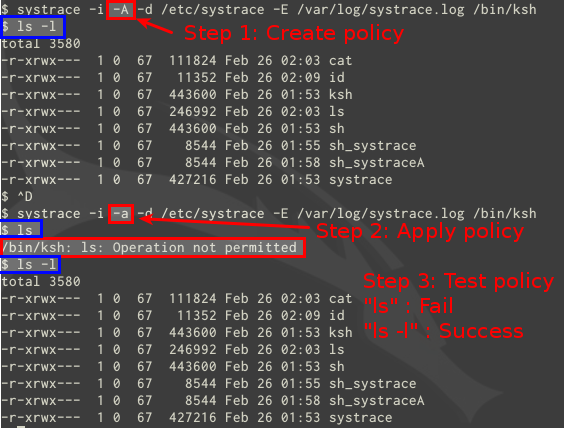 $ systrace -i -A -d /etc/systrace -E /var/log/systrace.log /bin/ksh
$ ls -l
Step 1: Create policy
total 3580
-r-xrwx---  1 0  67  111824 Feb 26 02:03 cat
-r-xrwx---  1 0  67   11352 Feb 26 02:09 id
-r-xrwx---  1 0  67  443600 Feb 26 01:53 ksh
-r-xrwx---  1 0  67  246992 Feb 26 02:03 ls
-r-xrwx---  1 0  67  443600 Feb 26 01:53 sh
-r-xrwx---  1 0  67    8544 Feb 26 01:55 sh_systrace
-r-xrwx---  1 0  67    8544 Feb 26 01:58 sh_systraceA
-r-xrwx---  1 0  67  427216 Feb 26 01:53 systrace
$ ^D
$ systrace -i -a -d /etc/systrace -E /var/log/systrace.log /bin/ksh
$ ls
Step 2: Apply policy
/bin/ksh: ls: Operation not permitted
$ ls -l
total 3580
Step 3: Test policy
"ls" : Fail
"ls -l" : Success
-r-xrwx---  1 0  67  111824 Feb 26 02:03 cat
-r-xrwx---  1 0  67   11352 Feb 26 02:09 id
-r-xrwx---  1 0  67  443600 Feb 26 01:53 ksh
-r-xrwx---  1 0  67  246992 Feb 26 02:03 ls
-r-xrwx---  1 0  67  443600 Feb 26 01:53 sh
-r-xrwx---  1 0  67    8544 Feb 26 01:55 sh_systrace
-r-xrwx---  1 0  67    8544 Feb 26 01:58 sh_systraceA
-r-xrwx---  1 0  67  427216 Feb 26 01:53 systrace